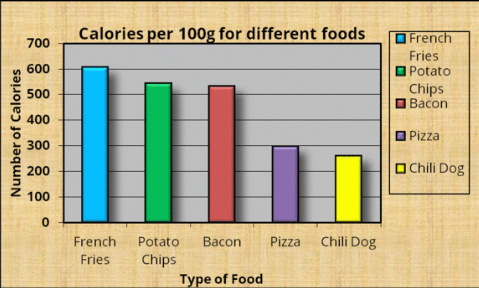 Calories per 100g for different foods
700
600
500
400
300
200
100
0
Number of Calories
French
Fries
Potato
Chips
Bacon
Pizza
Chili Dog
Type of Food
French
Fries
Potato
Chips
Bacon
Pizza
Chili Dog